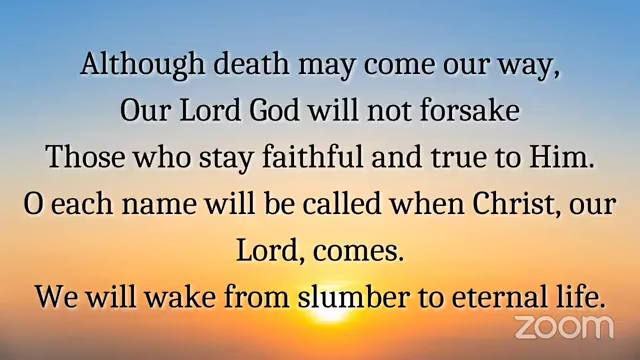 Although death may come our way,
Our Lord God will not forsake
Those who stay faithful and true to Him.
O each name will be called when Christ, our
Lord, comes.
We will wake from slumber to eternal life.
zoom